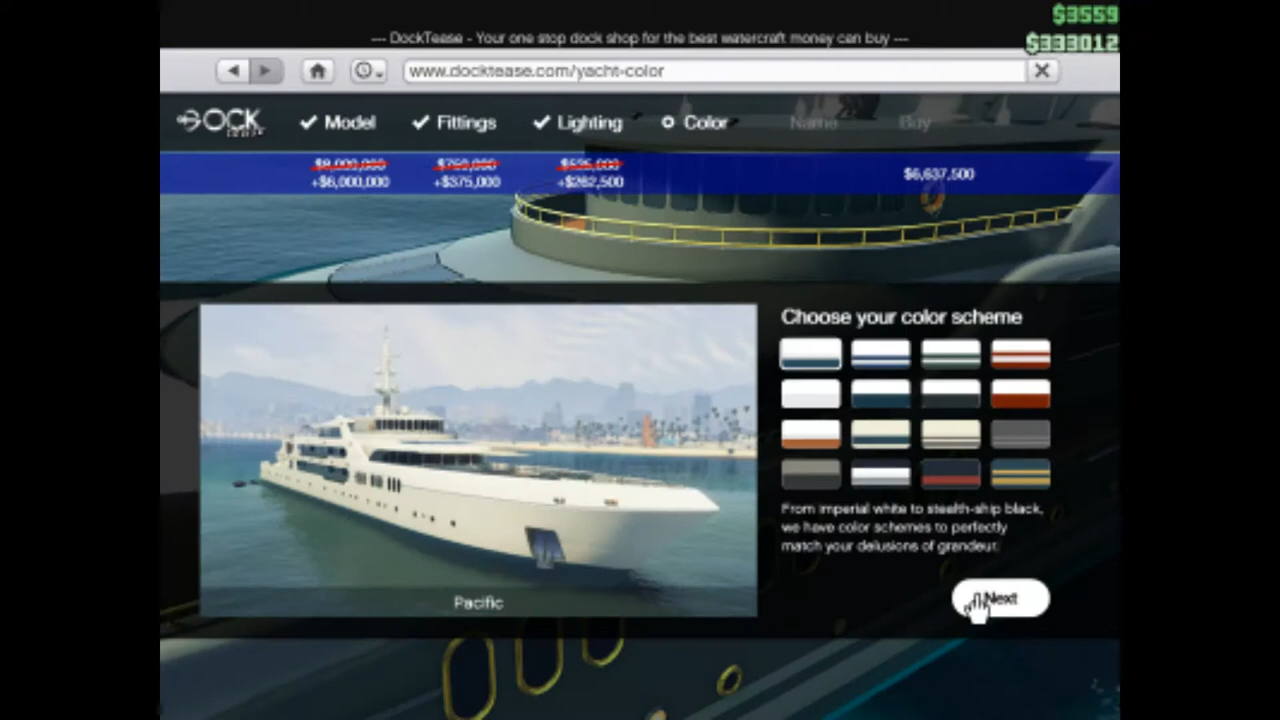 $3559
--- DockTease - Your one stop dock shop for the best watercraft money can buy ---
$333012
www.docktease.com/yacht-color
DOCK
Model
Fittings
Lighting
Color
Name
Buy
$8,000,000
$750,000
$525,000
+$6,000,000
+$375,000
+$262,500
$6,637,500
Choose your color scheme
From imperial white to stealth-ship black,
we have color schemes to perfectly
match your delusions of grandeur.
Next
Pacific